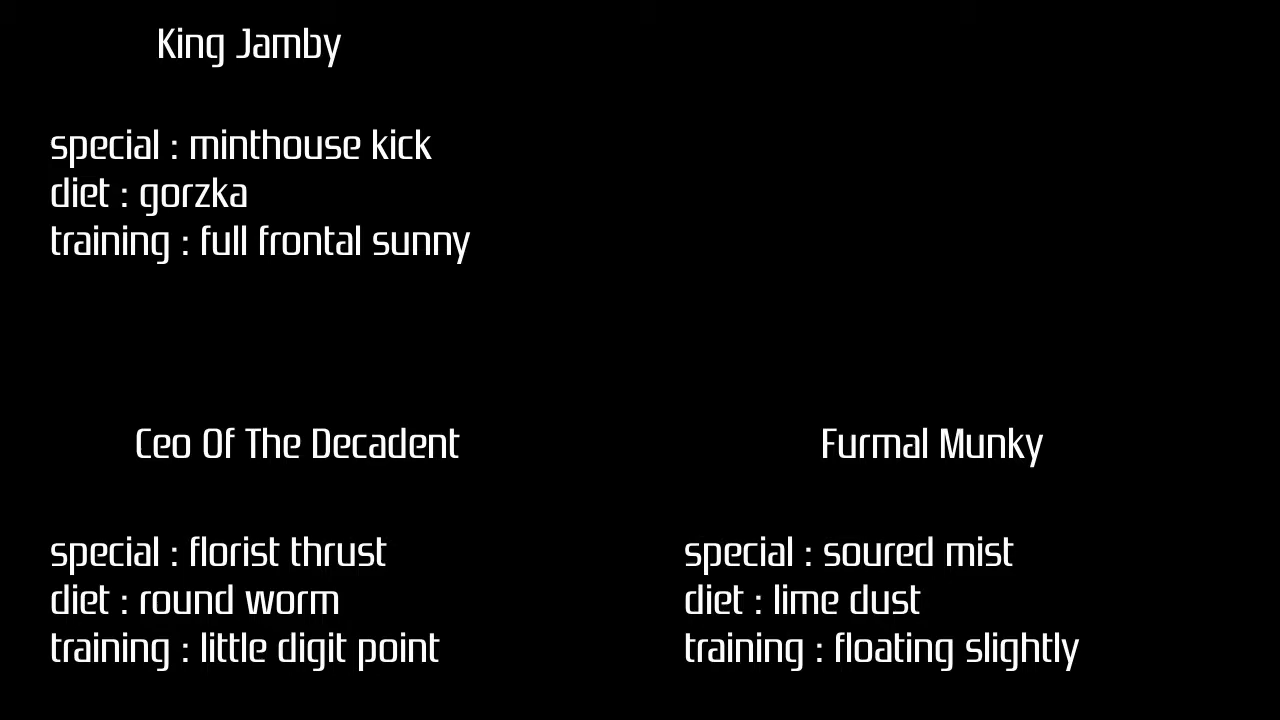 King Jamby
special : minthouse kick
diet : gorzka
training : full frontal sunny
Ceo Of The Decadent
special : florist thrust
diet : round worm
training : little digit point
Furmal Munky
special : soured mist
diet : lime dust
training : floating slightly